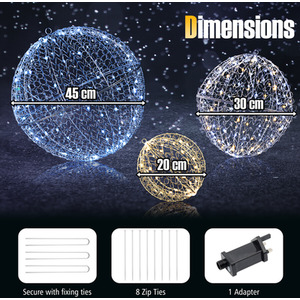 Dimensions
45 cm
30 cm
20 cm
Secure with fixing ties
8 Zip Ties
1 Adapter